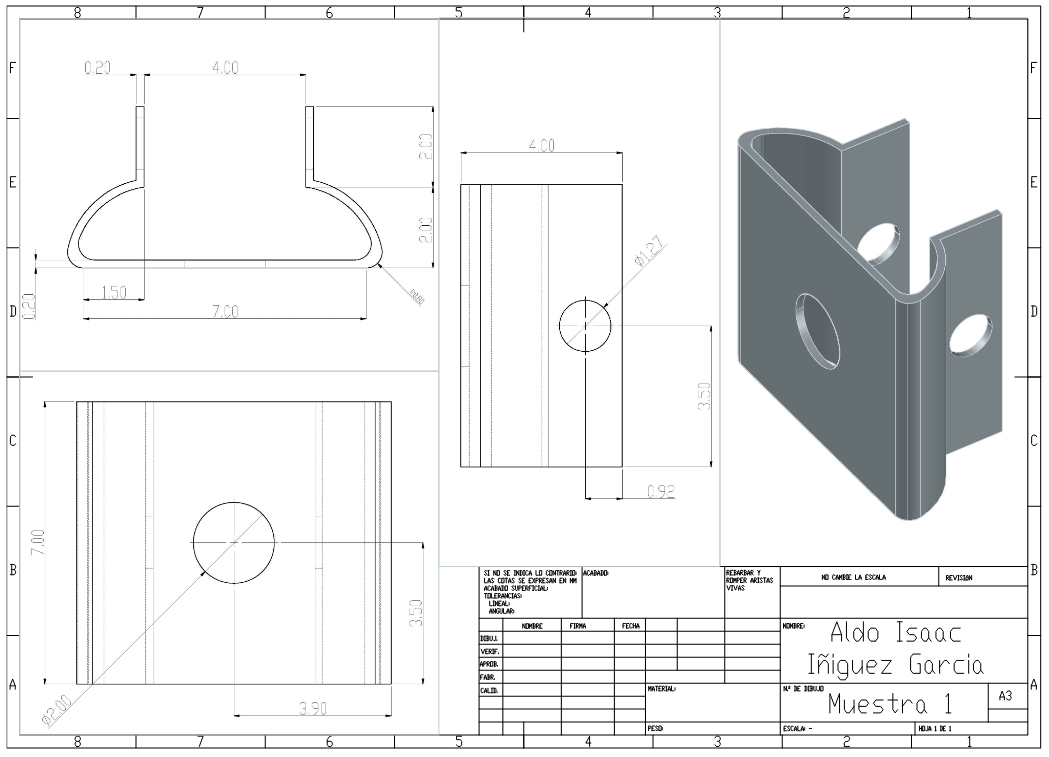 8 7 6 5 4 3 2 1
F F
0.20 4.00
2.00
4.00
E E
2.00
Ø1.27
1.50
0.20
7.00
D D
3.50
C C
0.92
7.00
3.50
B B
Ø2.00
3.90
SI NO SE INDICA LO CONTRARIO:
LAS COTAS SE EXPRESAN EN MM
ACABADO SUPERFICIAL:
TOLERANCIAS:
LINEAL:
ANGULAR:
ACABADO:
REBARBAR Y
ROMPER ARISTAS
VIVAS
NO CAMBIE LA ESCALA
REVISIÓN
NOMBRE FIRMA FECHA
DIBUJ.
VERIF.
APROB.
FABR.
CALID.
NOMBRE:
Aldo Isaac
Iñiguez Garcia
MATERIAL:
N.º DE DIBUJO
Muestra 1
A3
PESO:
ESCALA: -
HOJA 1 DE 1
A A
8 7 6 5 4 3 2 1